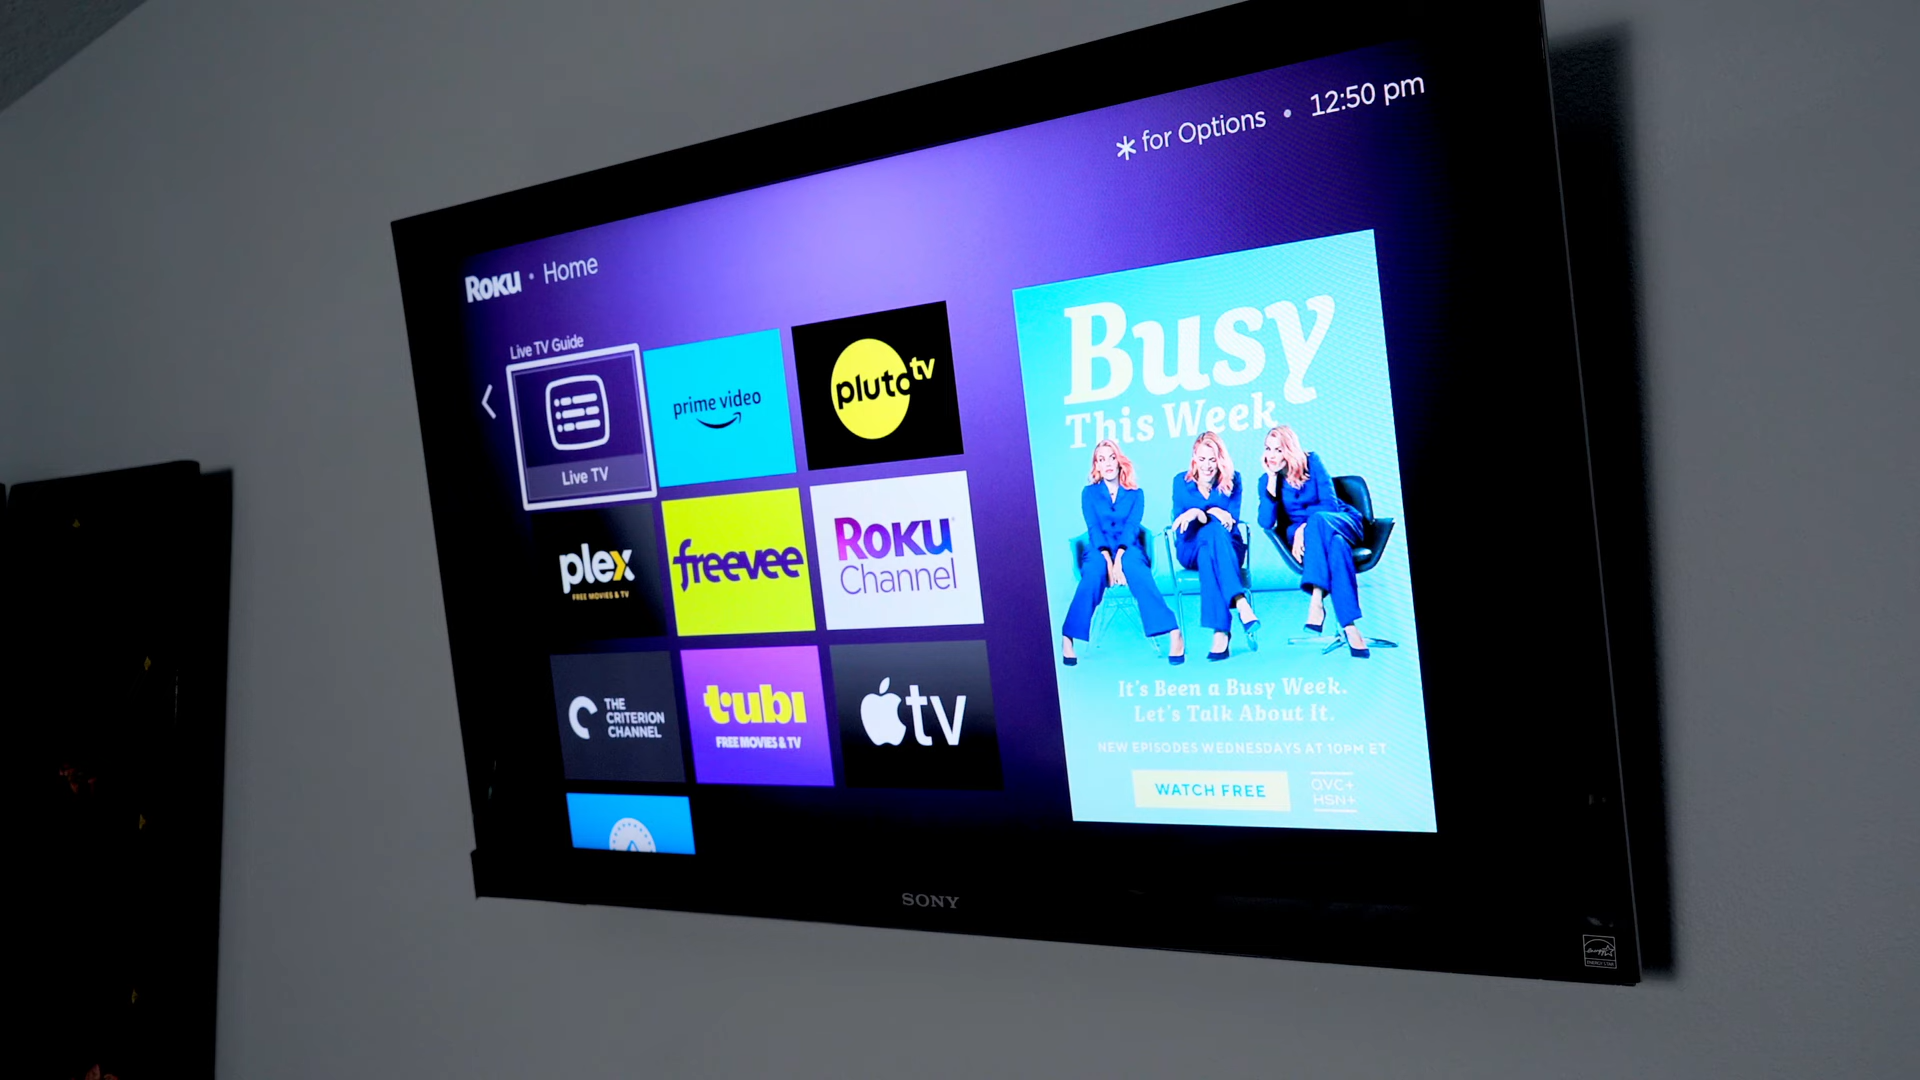 * for Options • 12:50 pm
Roku • Home
Live TV Guide
Live TV
prime video
pluto tv
plex
FREE MOVIES & TV
freevee
Roku
Channel
THE
CRITERION
CHANNEL
tubi
FREE MOVIES & TV
tv
Busy
This Week
It's Been a Busy Week.
Let's Talk About It.
NEW EPISODES WEDNESDAYS AT 10PM ET
WATCH FREE
QVC+
HSN+
SONY
ENERGY STAR